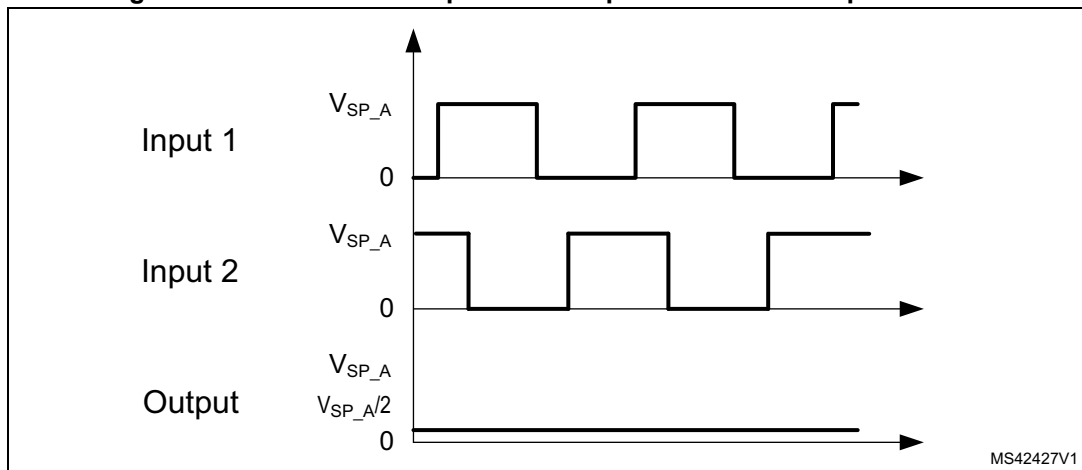 V_SP_A
Input 1
0
V_SP_A
Input 2
0
V_SP_A
Output V_SP_A/2
0
MS42427V1